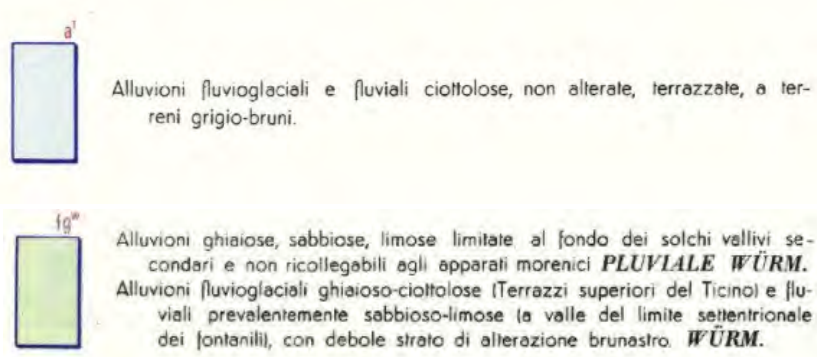 a¹
Alluvioni fluvioglaciali e fluviali ciottolose, non alterate, terrazzate, a ter-
reni grigio-bruni.
fgʷ
Alluvioni ghiaiose, sabbiose, limose limitate al fondo dei solchi vallivi se-
condari e non ricollegabili agli apparati morenici PLUVIALE WÜRM.
Alluvioni fluvioglaciali ghiaioso-ciottolose (Terrazzi superiori del Ticino) e flu-
viali prevalentemente sabbioso-limose (a valle del limite settentrionale
dei fontanili), con debole strato di alterazione brunastro. WÜRM.